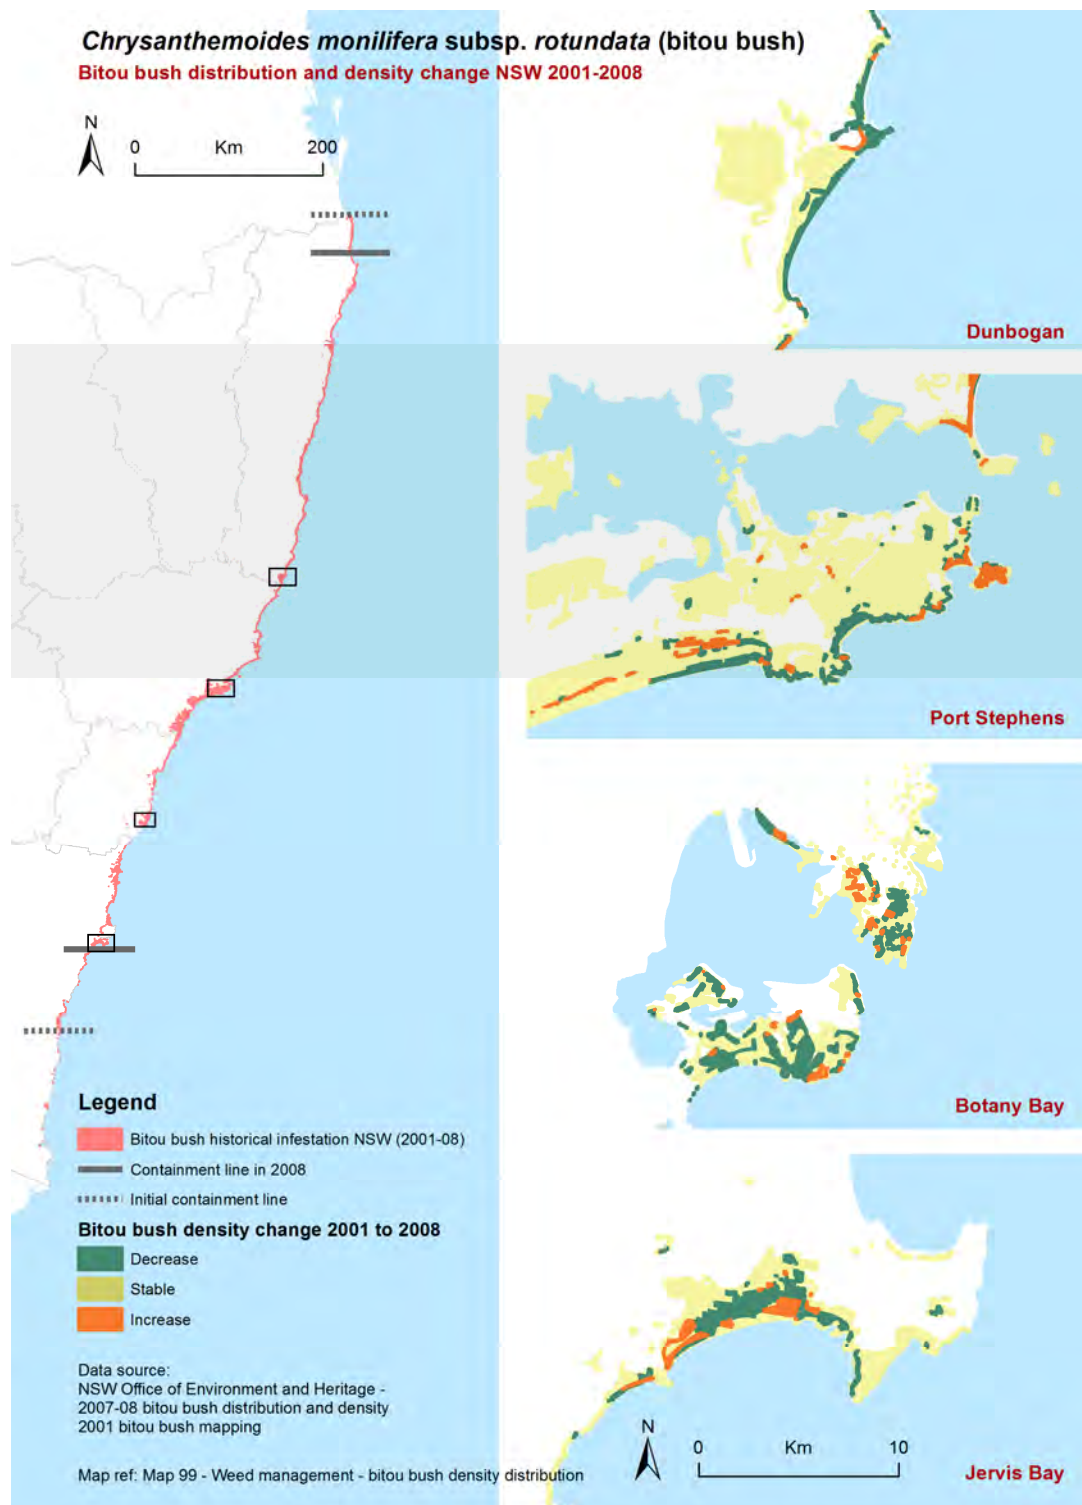 Chrysanthemoides monilifera subsp. rotundata (bitou bush)
Bitou bush distribution and density change NSW 2001-2008
N
0 Km 200
Dunbogan
Port Stephens
Botany Bay
Legend
Bitou bush historical infestation NSW (2001-08)
Containment line in 2008
Initial containment line
Bitou bush density change 2001 to 2008
Decrease
Stable
Increase
Data source:
NSW Office of Environment and Heritage -
2007-08 bitou bush distribution and density
2001 bitou bush mapping
Map ref: Map 99 - Weed management - bitou bush density distribution
N
0 Km 10
Jervis Bay